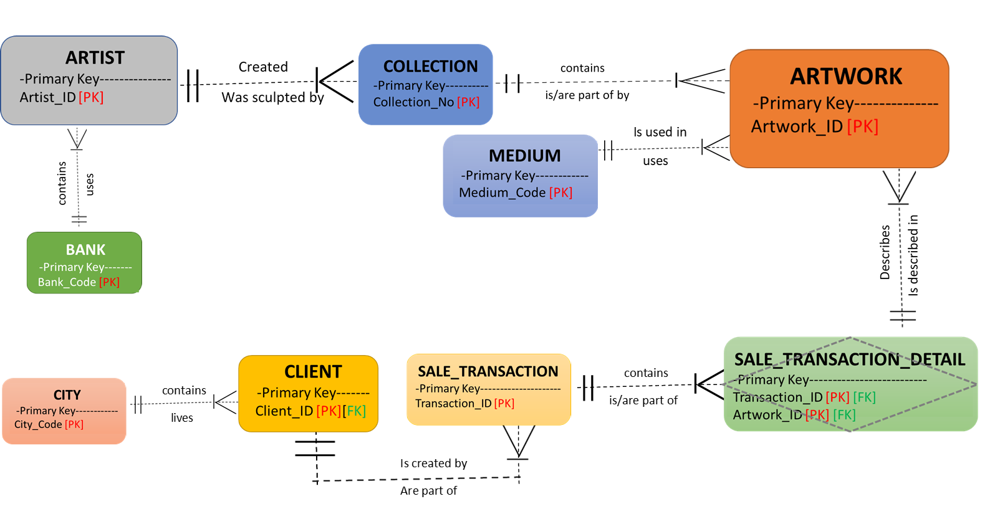 ARTIST
-Primary Key---------------
Artist_ID [PK]
Created
Was sculpted by
COLLECTION
-Primary Key----------
Collection_No [PK]
contains
is/are part of by
ARTWORK
-Primary Key---------------
Artwork_ID [PK]
MEDIUM
-Primary Key------------
Medium_Code [PK]
Is used in
uses
contains
uses
BANK
-Primary Key-------
Bank_Code [PK]
Describes
Is described in
CITY
-Primary Key------------
City_Code [PK]
contains
lives
CLIENT
-Primary Key-------
Client_ID [PK][FK]
SALE_TRANSACTION
-Primary Key---------------------
Transaction_ID [PK]
contains
is/are part of
SALE_TRANSACTION_DETAIL
-Primary Key--------------------------
Transaction_ID [PK] [FK]
Artwork_ID [PK] [FK]
Is created by
Are part of